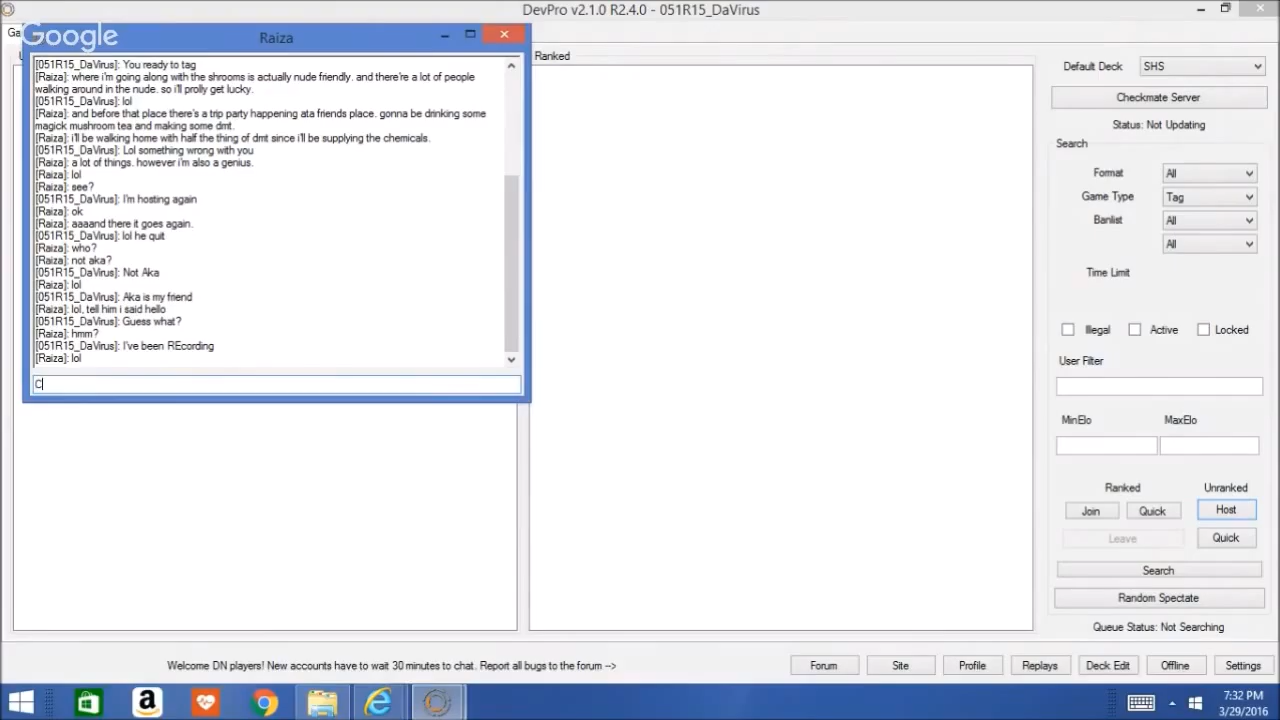 DevPro v2.1.0 R2.4.0 - 051R15_DaVirus
Google
Raiza
[051R15_DaVirus]: You ready to tag
[Raiza]: where i'm going along with the shrooms is actually nude friendly. and there're a lot of people
walking around in the nude. so i'll prolly get lucky.
[051R15_DaVirus]: lol
[Raiza]: and before that place there's a trip party happening ata friends place. gonna be drinking some
magick mushroom tea and making some dmt.
[Raiza]: i'll be walking home with half the thing of dmt since i'll be supplying the chemicals.
[051R15_DaVirus]: Lol something wrong with you
[Raiza]: a lot of things. however i'm also a genius.
[Raiza]: lol
[Raiza]: see?
[051R15_DaVirus]: I'm hosting again
[Raiza]: ok
[Raiza]: aaaand there it goes again.
[051R15_DaVirus]: lol he quit
[Raiza]: who?
[Raiza]: not aka?
[051R15_DaVirus]: Not Aka
[Raiza]: lol
[051R15_DaVirus]: Aka is my friend
[Raiza]: lol, tell him i said hello
[051R15_DaVirus]: Guess what?
[Raiza]: hmm?
[051R15_DaVirus]: I've been REcording
[Raiza]: lol
C
Ranked
Default Deck SHS
Checkmate Server
Status: Not Updating
Search
Format All
Game Type Tag
Banlist All
All
Time Limit
Illegal Active Locked
User Filter
MinElo MaxElo
Ranked Unranked
Join Quick Host
Leave Quick
Search
Random Spectate
Queue Status: Not Searching
Welcome DN players! New accounts have to wait 30 minutes to chat. Report all bugs to the forum -->
Forum Site Profile Replays Deck Edit Offline Settings
7:32 PM
3/29/2016